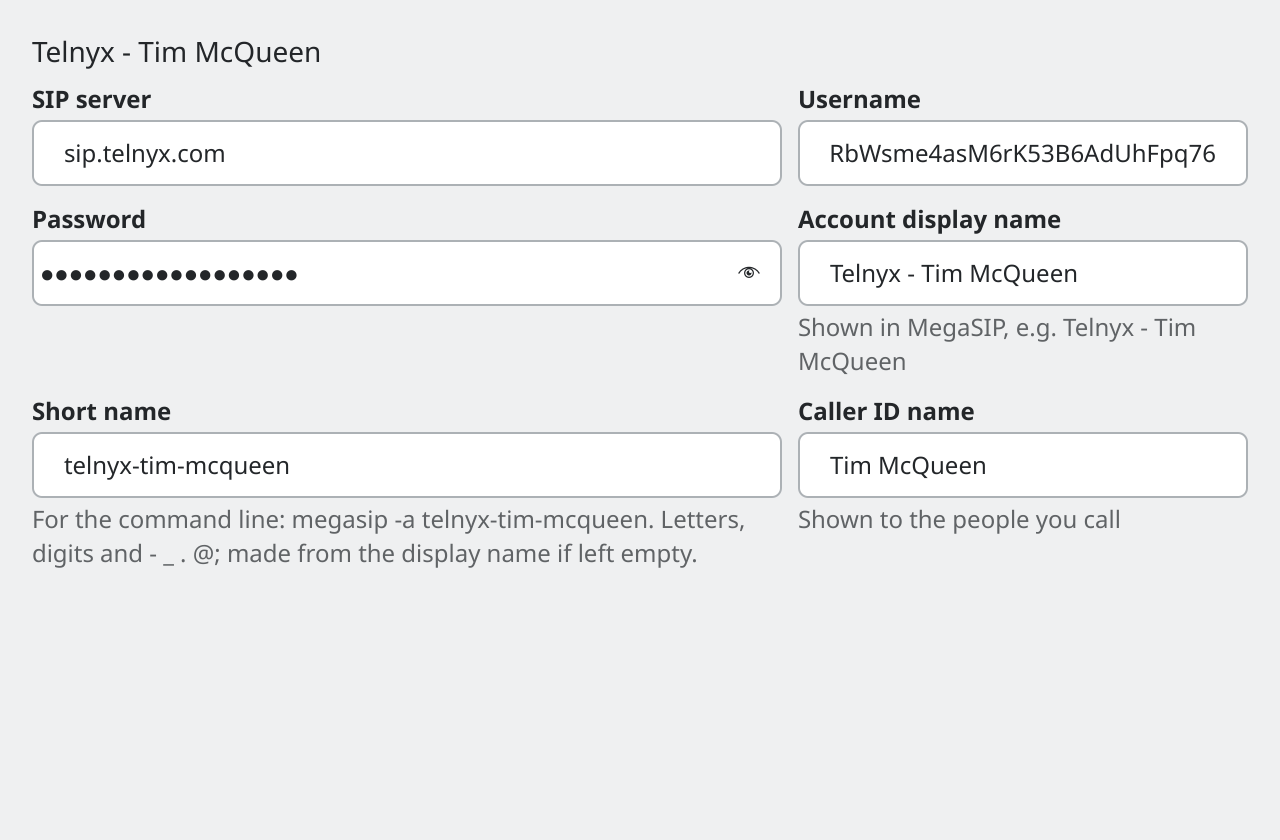 Telnyx - Tim McQueen
SIP server
Username
sip.telnyx.com
RbWsme4asM6rK53B6AdUhFpq76
Password
Account display name
••••••••••••••••••
Telnyx - Tim McQueen
Shown in MegaSIP, e.g. Telnyx - Tim
McQueen
Short name
Caller ID name
telnyx-tim-mcqueen
Tim McQueen
For the command line: megasip -a telnyx-tim-mcqueen. Letters,
digits and - _ . @; made from the display name if left empty.
Shown to the people you call